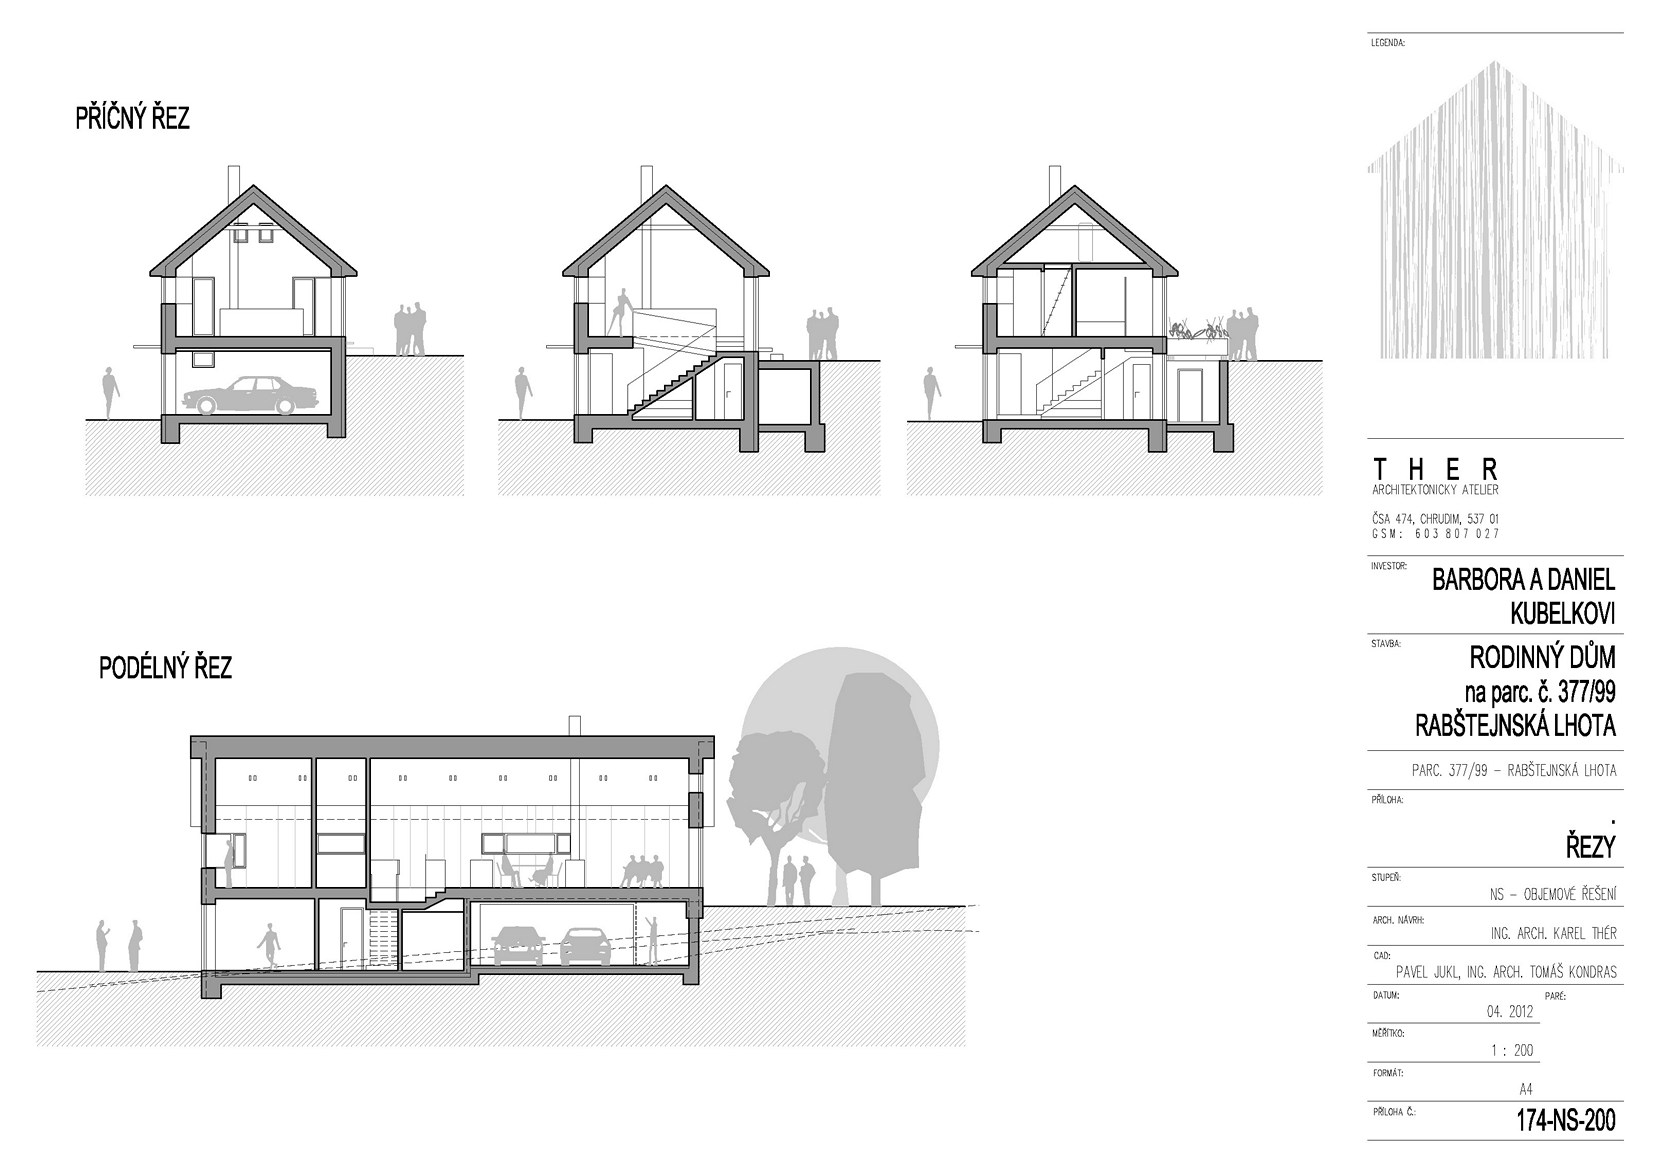 PŘÍČNÝ ŘEZ
PODÉLNÝ ŘEZ
LEGENDA:
THER
ARCHITEKTONICKY ATELIER
ČSA 474, CHRUDIM, 537 01
GSM: 603 807 027
INVESTOR:
BARBORA A DANIEL
KUBELKOVI
STAVBA:
RODINNÝ DŮM
na parc. č. 377/99
RABŠTEJNSKÁ LHOTA
PARC. 377/99 – RABŠTEJNSKÁ LHOTA
PŘÍLOHA:
.
ŘEZY
STUPEŇ:
NS – OBJEMOVÉ ŘEŠENÍ
ARCH. NÁVRH:
ING. ARCH. KAREL THÉR
CAD:
PAVEL JUKL, ING. ARCH. TOMÁŠ KONDRAS
DATUM:
PARÉ:
04. 2012
MĚŘÍTKO:
1 : 200
FORMÁT:
A4
PŘÍLOHA Č.:
174-NS-200